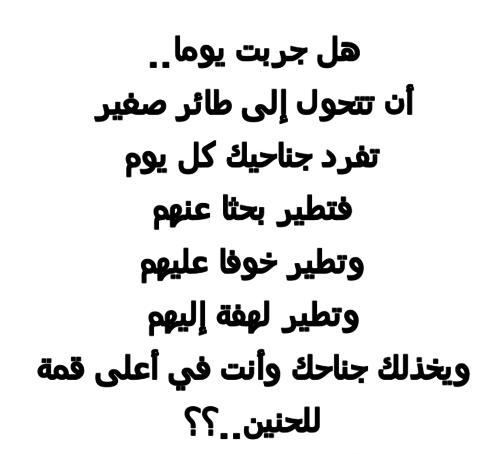 هل جربت يوما..
أن تتحول إلى طائر صغير
تفرد جناحيك كل يوم
فتطير بحثا عنهم
وتطير خوفا عليهم
وتطير لهفة إليهم
ويخذلك جناحك وأنت في أعلى قمة
للحنين..؟؟